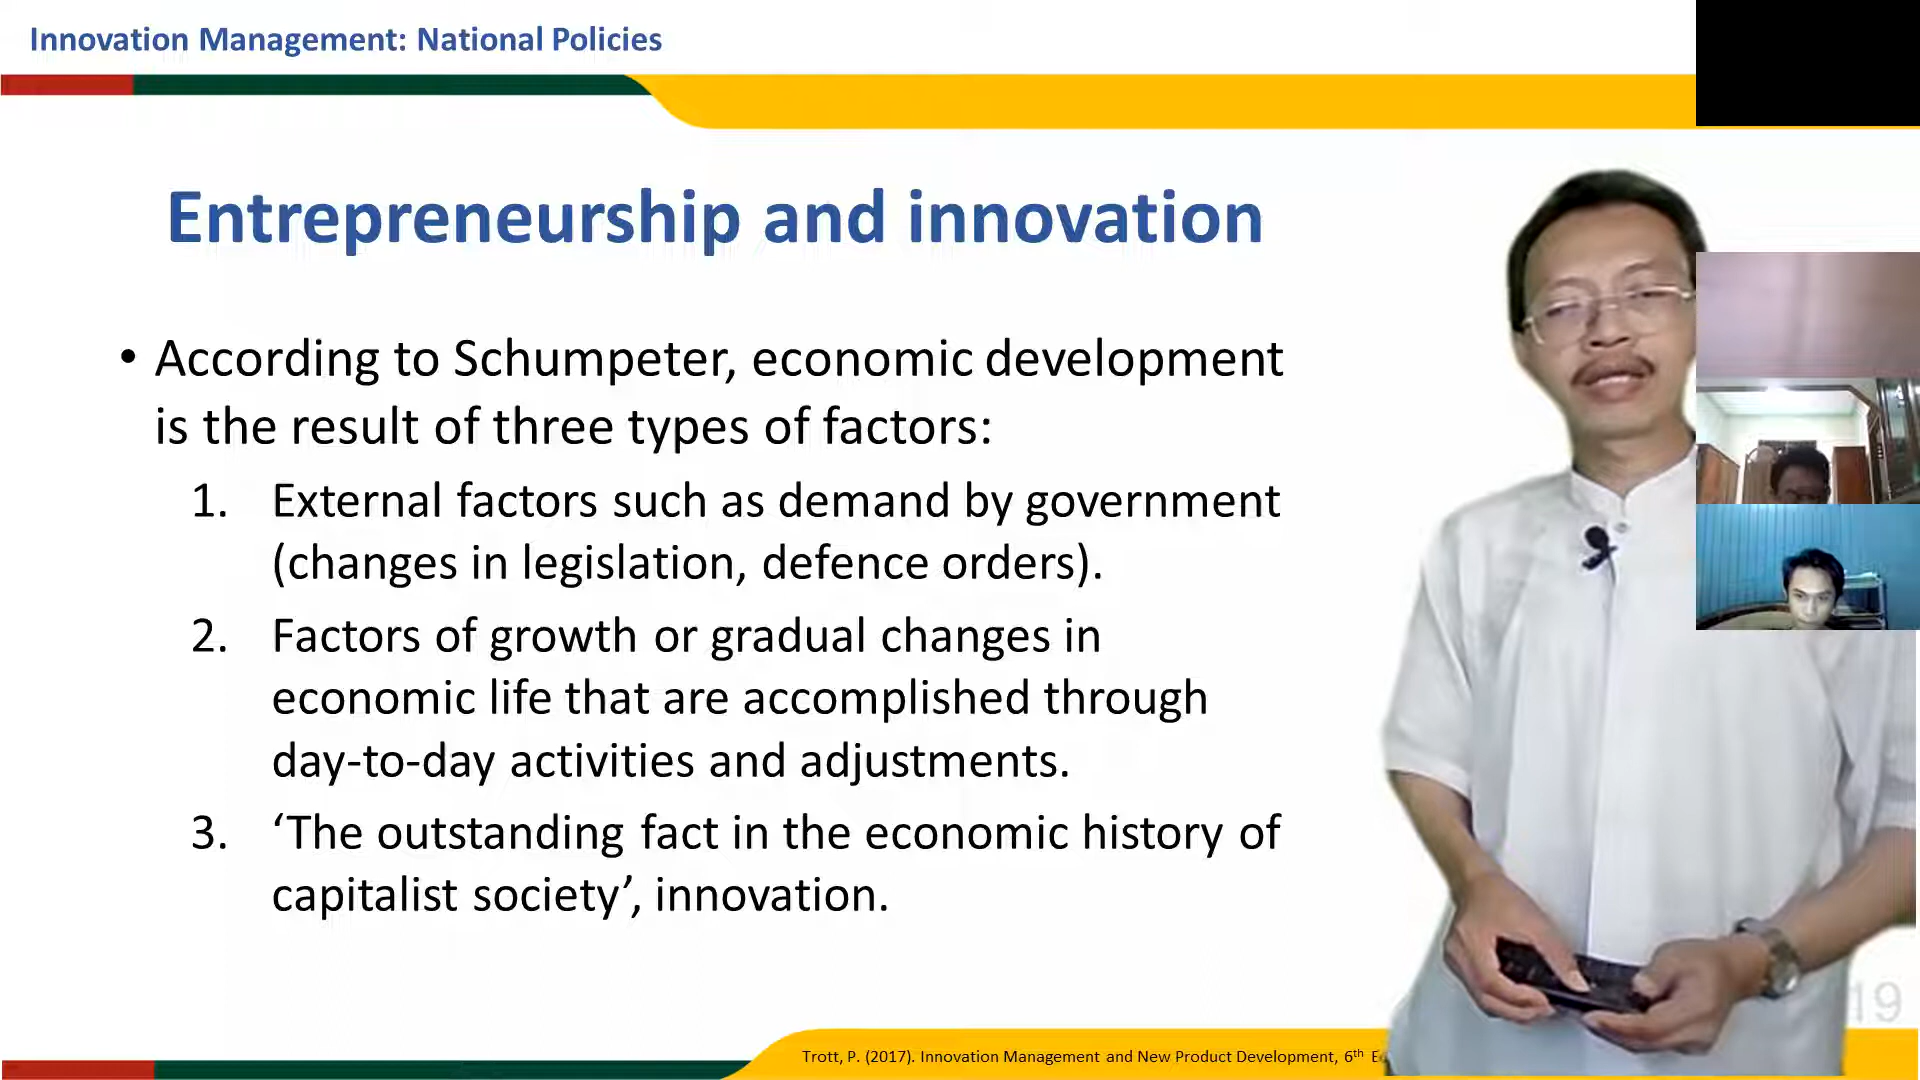 Innovation Management: National Policies
Entrepreneurship and innovation
• According to Schumpeter, economic development
is the result of three types of factors:
1. External factors such as demand by government
(changes in legislation, defence orders).
2. Factors of growth or gradual changes in
economic life that are accomplished through
day-to-day activities and adjustments.
3. ‘The outstanding fact in the economic history of
capitalist society’, innovation.
19
Trott, P. (2017). Innovation Management and New Product Development, 6th